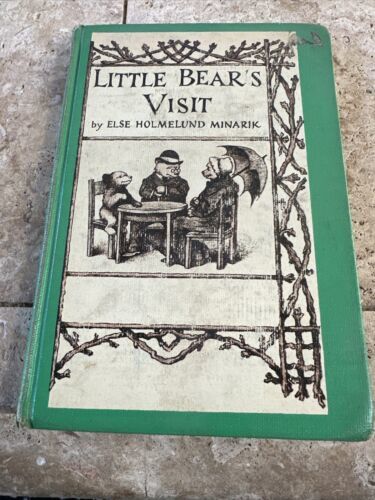 LITTLE BEAR'S
VISIT
by ELSE HOLMELUND MINARIK